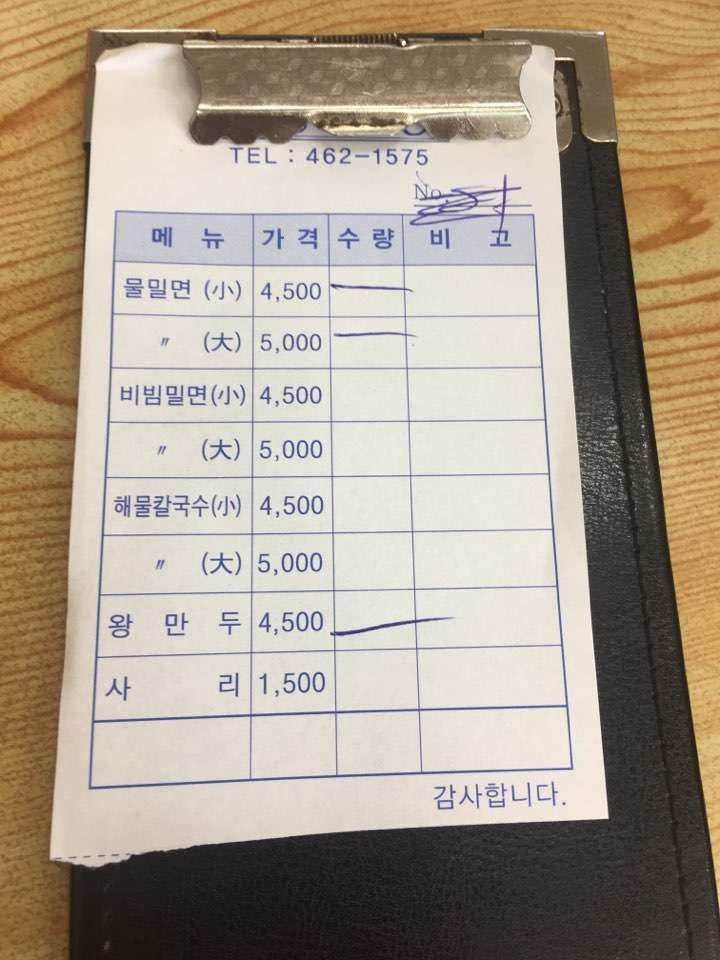 TEL : 462-1575
No.
메 뉴 가 격 수 량 비 고
물밀면 (小) 4,500
〃 (大) 5,000
비빔밀면(小) 4,500
〃 (大) 5,000
해물칼국수(小) 4,500
〃 (大) 5,000
왕 만 두 4,500
사 리 1,500
감사합니다.